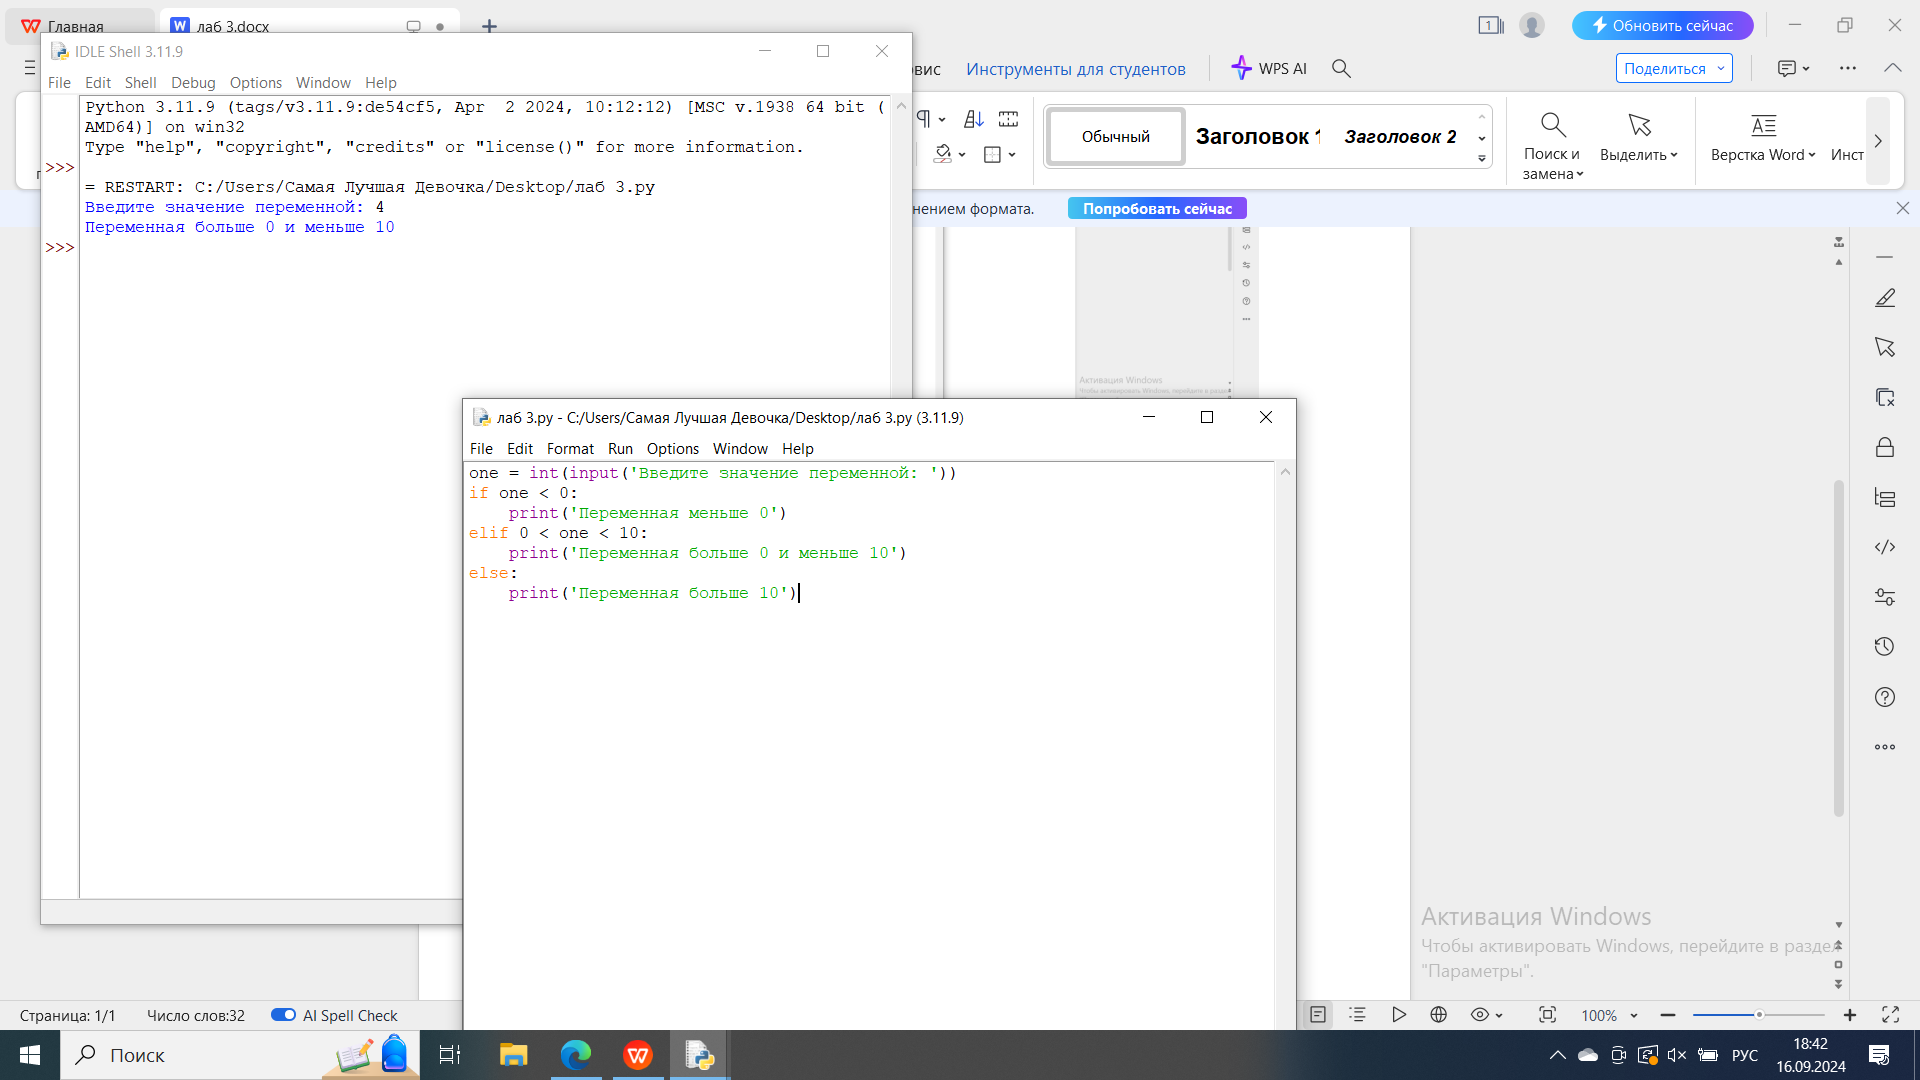 Главная
лаб 3.docx
Обновить сейчас
IDLE Shell 3.11.9
File Edit Shell Debug Options Window Help
вис
Инструменты для студентов
WPS AI
Поделиться
Python 3.11.9 (tags/v3.11.9:de54cf5, Apr  2 2024, 10:12:12) [MSC v.1938 64 bit (
AMD64)] on win32
Type "help", "copyright", "credits" or "license()" for more information.
>>>
= RESTART: C:/Users/Самая Лучшая Девочка/Desktop/лаб 3.py
Введите значение переменной: 4
Переменная больше 0 и меньше 10
>>>
Обычный
Заголовок 1
Заголовок 2
Поиск и
замена
Выделить
Верстка Word
Инст
нением формата.
Попробовать сейчас
Активация Windows
лаб 3.py - C:/Users/Самая Лучшая Девочка/Desktop/лаб 3.py (3.11.9)
File Edit Format Run Options Window Help
one = int(input('Введите значение переменной: '))
if one < 0:
    print('Переменная меньше 0')
elif 0 < one < 10:
    print('Переменная больше 0 и меньше 10')
else:
    print('Переменная больше 10')
Активация Windows
Чтобы активировать Windows, перейдите в раздел
"Параметры".
Страница: 1/1
Число слов:32
AI Spell Check
100%
Поиск
РУС
18:42
16.09.2024